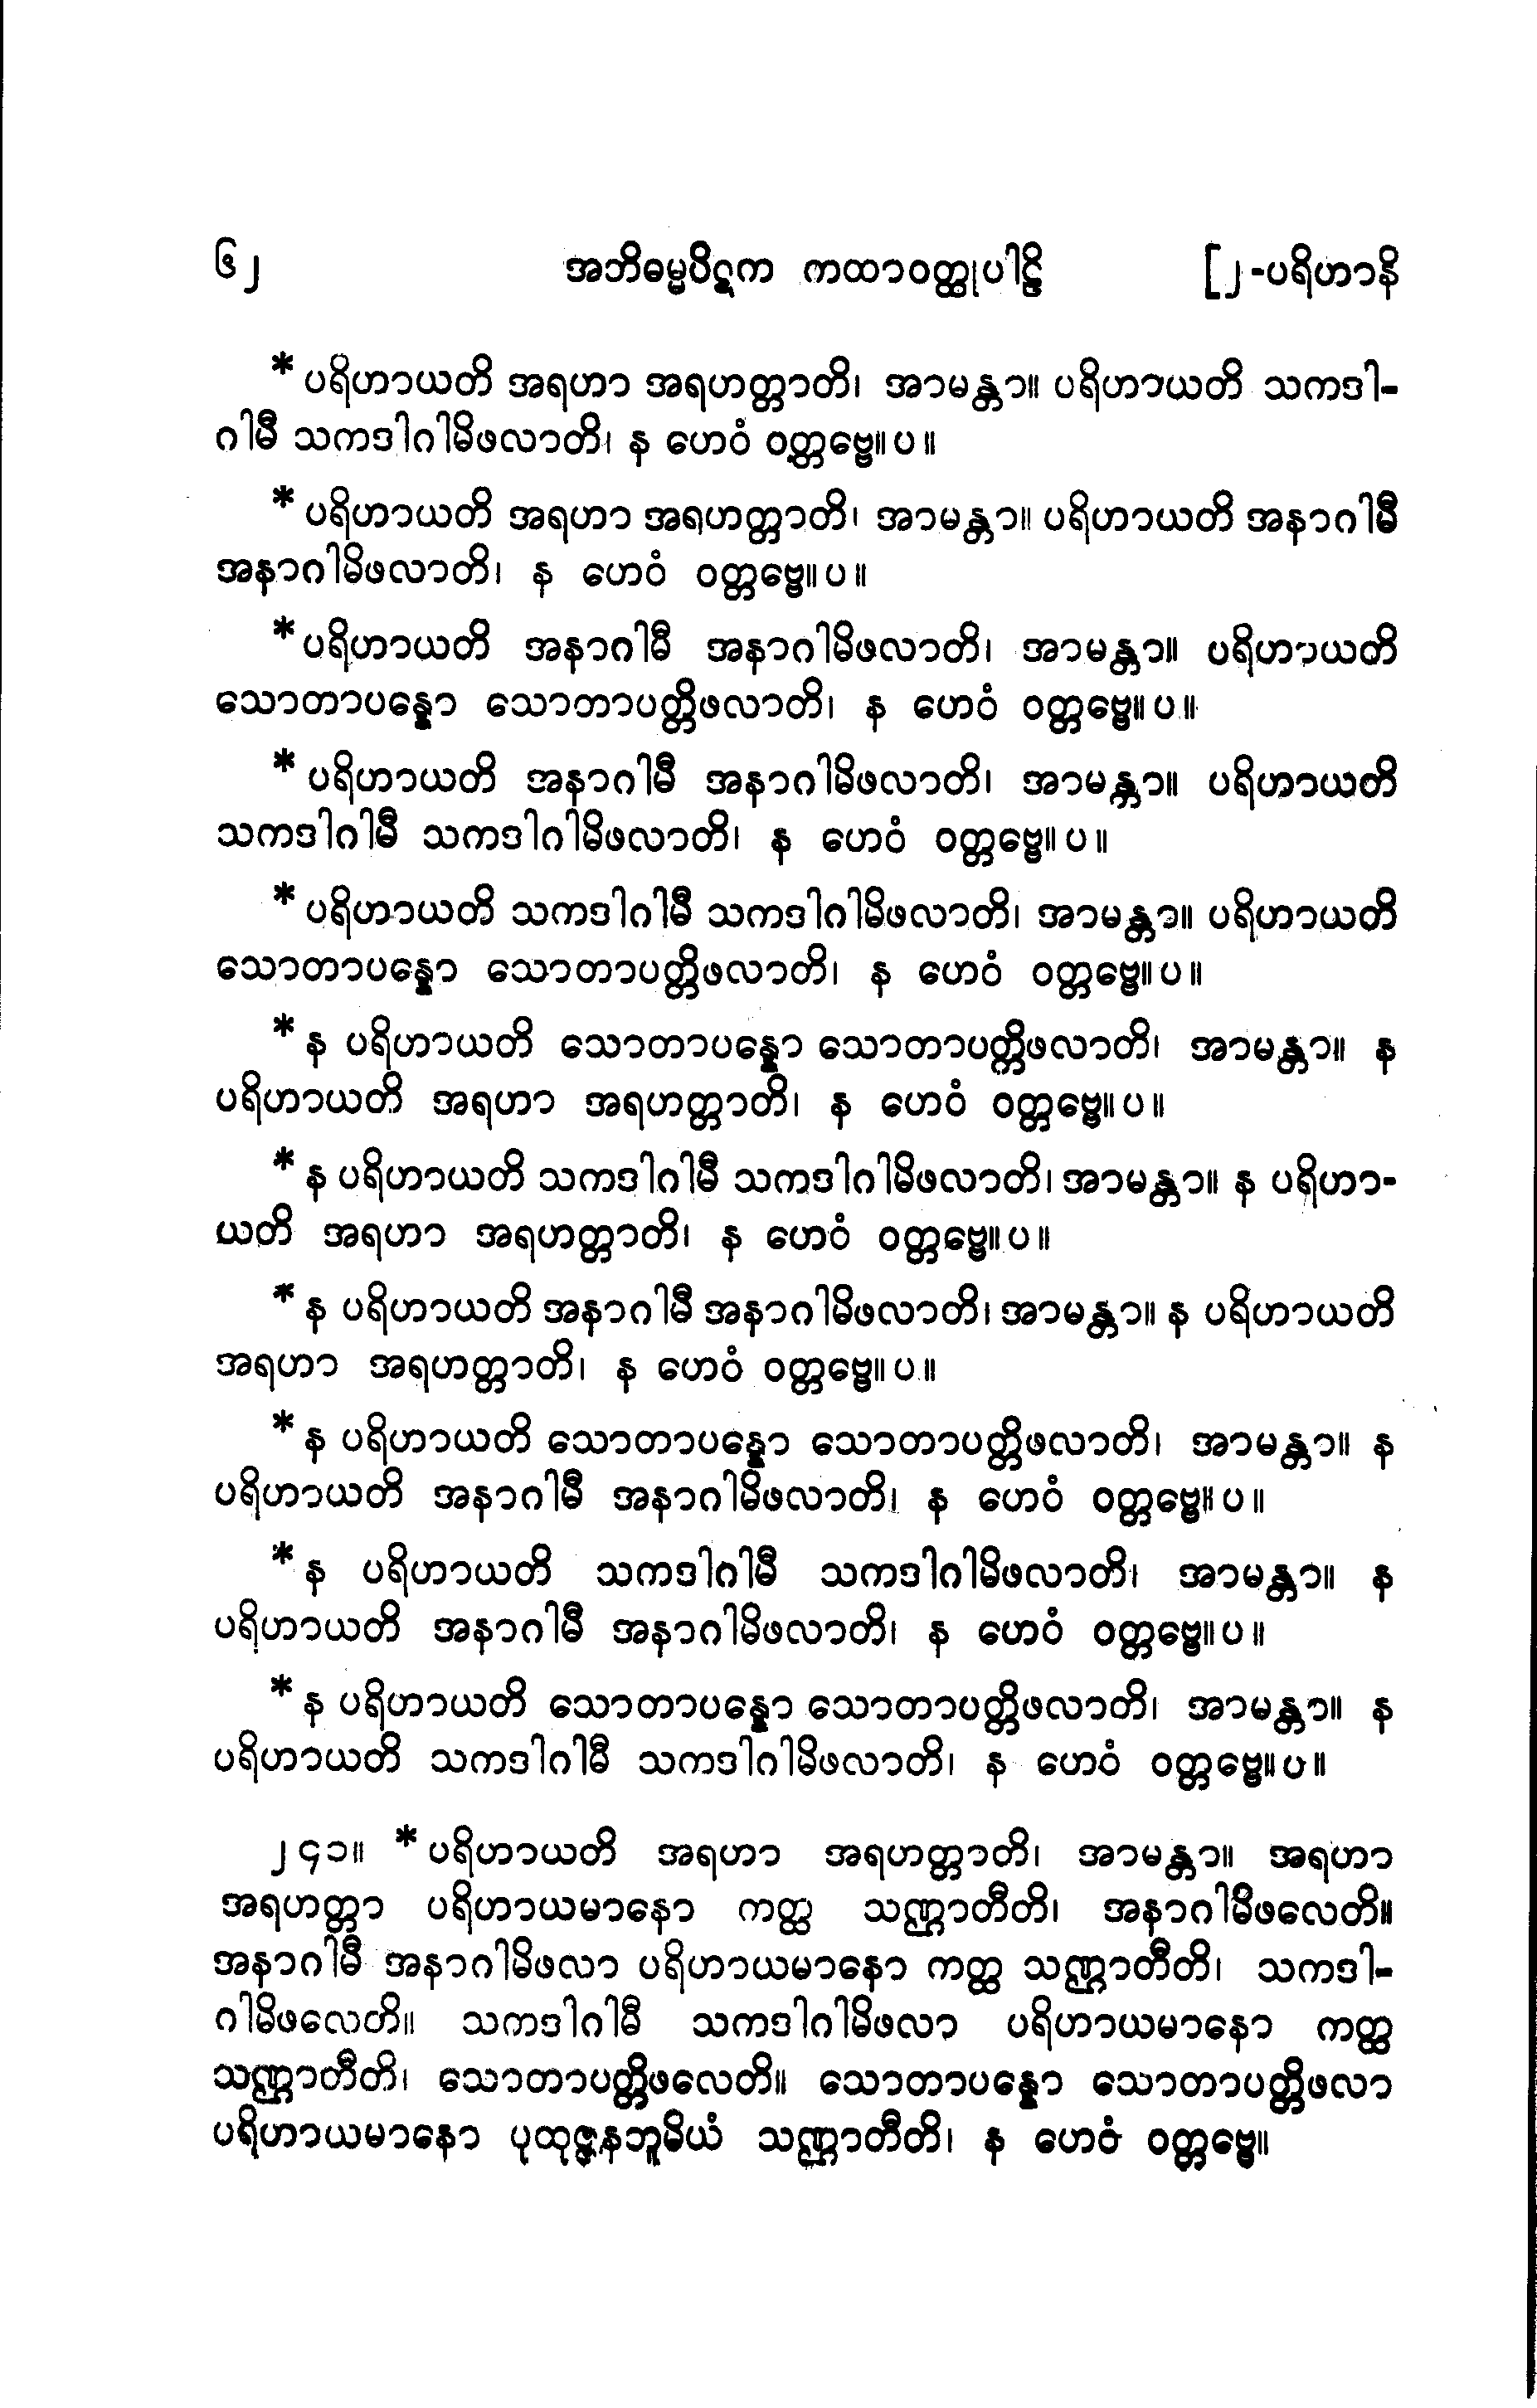 ၆၂ အဘိဓမ္မပိဋက ကထာဝတ္ထုပါဠိ [၂-ပရိဟာနိ
* ပရိဟာယတိ အရဟာ အရဟတ္တာတိ၊ အာမန္တာ။ ပရိဟာယတိ သကဒါ-
ဂါမီ သကဒါဂါမိဖလာတိ၊ န ဟေဝံ ဝတ္တဗ္ဗေ။ပ။
* ပရိဟာယတိ အရဟာ အရဟတ္တာတိ၊ အာမန္တာ။ ပရိဟာယတိ အနာဂါမီ
အနာဂါမိဖလာတိ၊ န ဟေဝံ ဝတ္တဗ္ဗေ။ပ။
* ပရိဟာယတိ အနာဂါမီ အနာဂါမိဖလာတိ၊ အာမန္တာ။ ပရိဟာယတိ
သောတာပန္နော သောတာပတ္တိဖလာတိ၊ န ဟေဝံ ဝတ္တဗ္ဗေ။ပ။
* ပရိဟာယတိ အနာဂါမီ အနာဂါမိဖလာတိ၊ အာမန္တာ။ ပရိဟာယတိ
သကဒါဂါမီ သကဒါဂါမိဖလာတိ၊ န ဟေဝံ ဝတ္တဗ္ဗေ။ပ။
* ပရိဟာယတိ သကဒါဂါမီ သကဒါဂါမိဖလာတိ၊ အာမန္တာ။ ပရိဟာယတိ
သောတာပန္နော သောတာပတ္တိဖလာတိ၊ န ဟေဝံ ဝတ္တဗ္ဗေ။ပ။
* န ပရိဟာယတိ သောတာပန္နော သောတာပတ္တိဖလာတိ၊ အာမန္တာ။ န
ပရိဟာယတိ အရဟာ အရဟတ္တာတိ၊ န ဟေဝံ ဝတ္တဗ္ဗေ။ပ။
* န ပရိဟာယတိ သကဒါဂါမီ သကဒါဂါမိဖလာတိ၊ အာမန္တာ။ န ပရိဟာ-
ယတိ အရဟာ အရဟတ္တာတိ၊ န ဟေဝံ ဝတ္တဗ္ဗေ။ပ။
* န ပရိဟာယတိ အနာဂါမီ အနာဂါမိဖလာတိ၊ အာမန္တာ။ န ပရိဟာယတိ
အရဟာ အရဟတ္တာတိ၊ န ဟေဝံ ဝတ္တဗ္ဗေ။ပ။
* န ပရိဟာယတိ သောတာပန္နော သောတာပတ္တိဖလာတိ၊ အာမန္တာ။ န
ပရိဟာယတိ အနာဂါမီ အနာဂါမိဖလာတိ၊ န ဟေဝံ ဝတ္တဗ္ဗေ။ပ။
* န ပရိဟာယတိ သကဒါဂါမီ သကဒါဂါမိဖလာတိ၊ အာမန္တာ။ န
ပရိဟာယတိ အနာဂါမီ အနာဂါမိဖလာတိ၊ န ဟေဝံ ဝတ္တဗ္ဗေ။ပ။
* န ပရိဟာယတိ သောတာပန္နော သောတာပတ္တိဖလာတိ၊ အာမန္တာ။ န
ပရိဟာယတိ သကဒါဂါမီ သကဒါဂါမိဖလာတိ၊ န ဟေဝံ ဝတ္တဗ္ဗေ။ပ။
၂၄၁။ * ပရိဟာယတိ အရဟာ အရဟတ္တာတိ၊ အာမန္တာ။ အရဟာ
အရဟတ္တာ ပရိဟာယမာနော ကတ္ထ သဏ္ဌာတီတိ၊ အနာဂါမိဖလေတိ။
အနာဂါမီ အနာဂါမိဖလာ ပရိဟာယမာနော ကတ္ထ သဏ္ဌာတီတိ၊ သကဒါ-
ဂါမိဖလေတိ။ သကဒါဂါမီ သကဒါဂါမိဖလာ ပရိဟာယမာနော ကတ္ထ
သဏ္ဌာတီတိ၊ သောတာပတ္တိဖလေတိ။ သောတာပန္နော သောတာပတ္တိဖလာ
ပရိဟာယမာနော ပုထုဇ္ဇနဘူမိယံ သဏ္ဌာတီတိ၊ န ဟေဝံ ဝတ္တဗ္ဗေ။